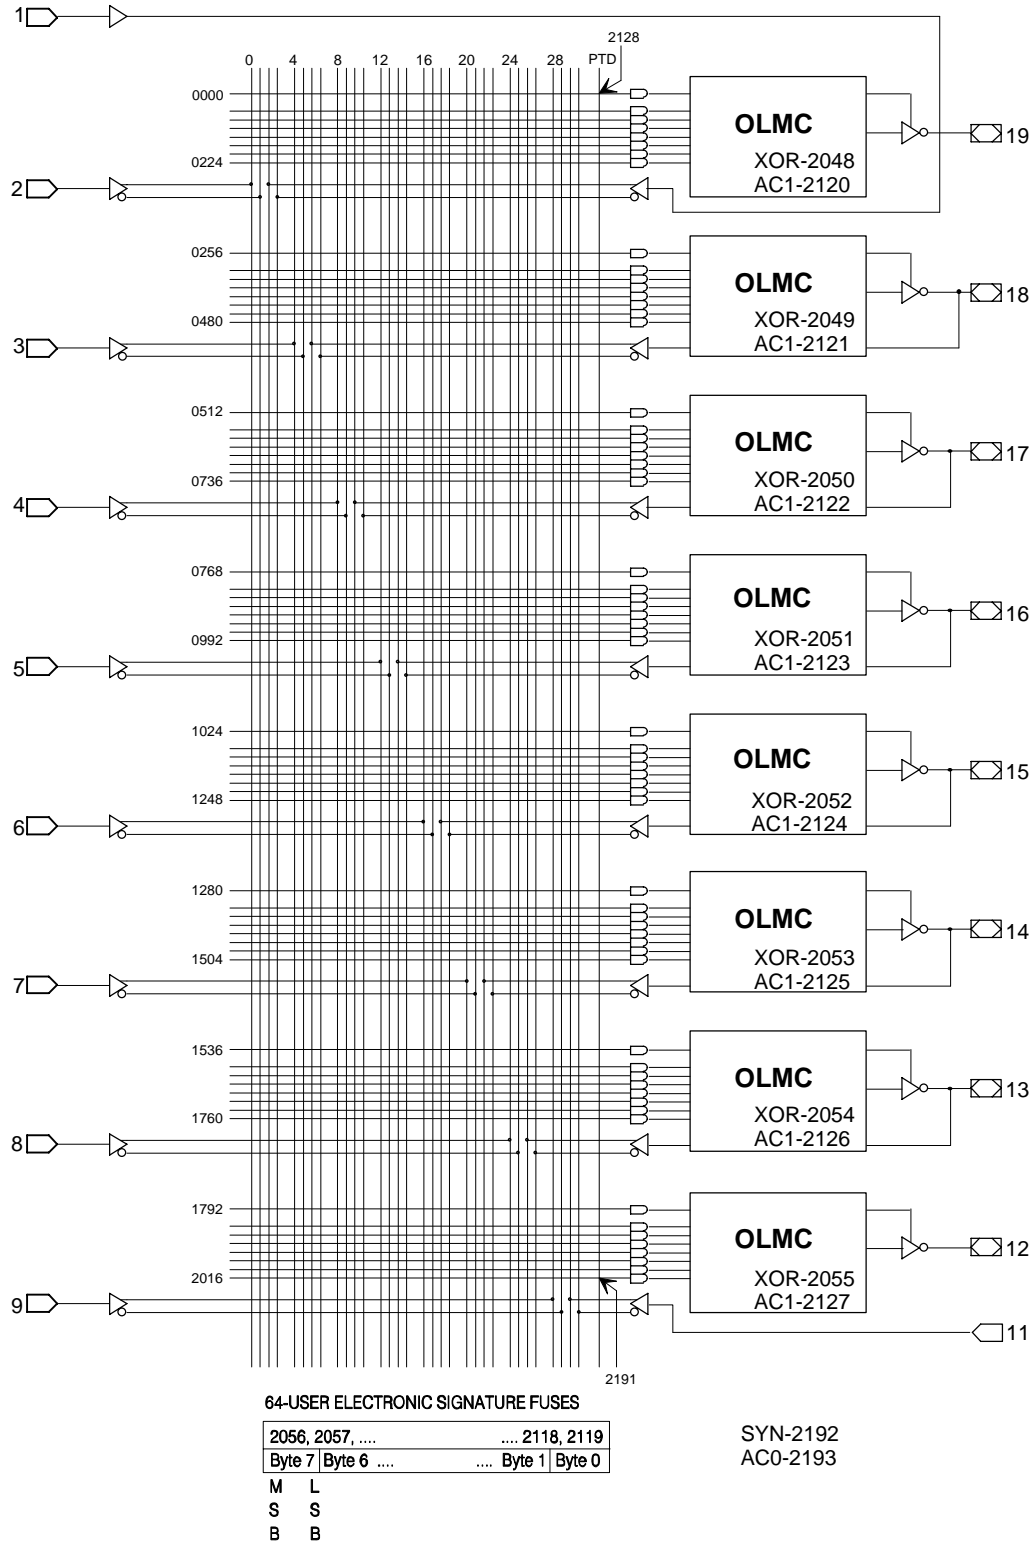 1
2128
0 4 8 12 16 20 24 28 PTD
0000
OLMC
XOR-2048
AC1-2120
19
0224
2
0256
OLMC
XOR-2049
AC1-2121
18
0480
3
0512
OLMC
XOR-2050
AC1-2122
17
0736
4
0768
OLMC
XOR-2051
AC1-2123
16
0992
5
1024
OLMC
XOR-2052
AC1-2124
15
1248
6
1280
OLMC
XOR-2053
AC1-2125
14
1504
7
1536
OLMC
XOR-2054
AC1-2126
13
1760
8
1792
OLMC
XOR-2055
AC1-2127
12
2016
9
11
2191
64-USER ELECTRONIC SIGNATURE FUSES
2056, 2057, .... .... 2118, 2119
Byte 7 Byte 6 .... .... Byte 1 Byte 0
M L
S S
B B
SYN-2192
AC0-2193